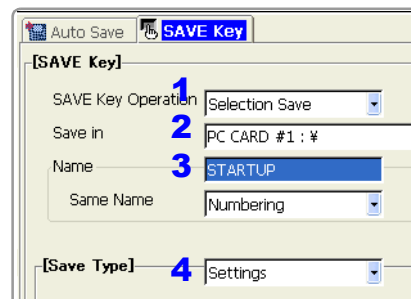 Auto Save SAVE Key
[SAVE Key]
1
SAVE Key Operation Selection Save
Save in 2 PC CARD #1 : ¥
Name 3 STARTUP
Same Name Numbering
[Save Type] 4 Settings